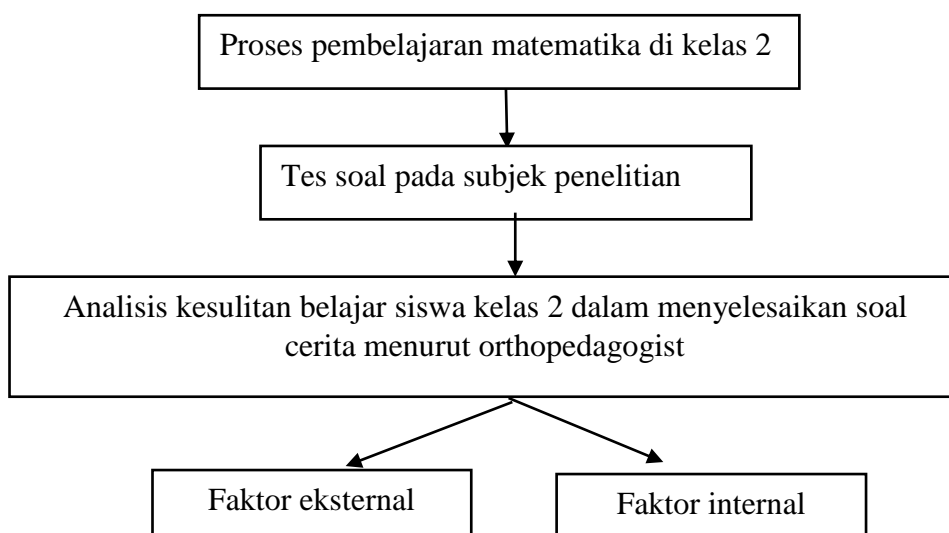 Proses pembelajaran matematika di kelas 2
Tes soal pada subjek penelitian
Analisis kesulitan belajar siswa kelas 2 dalam menyelesaikan soal
cerita menurut orthopedagogist
Faktor eksternal
Faktor internal